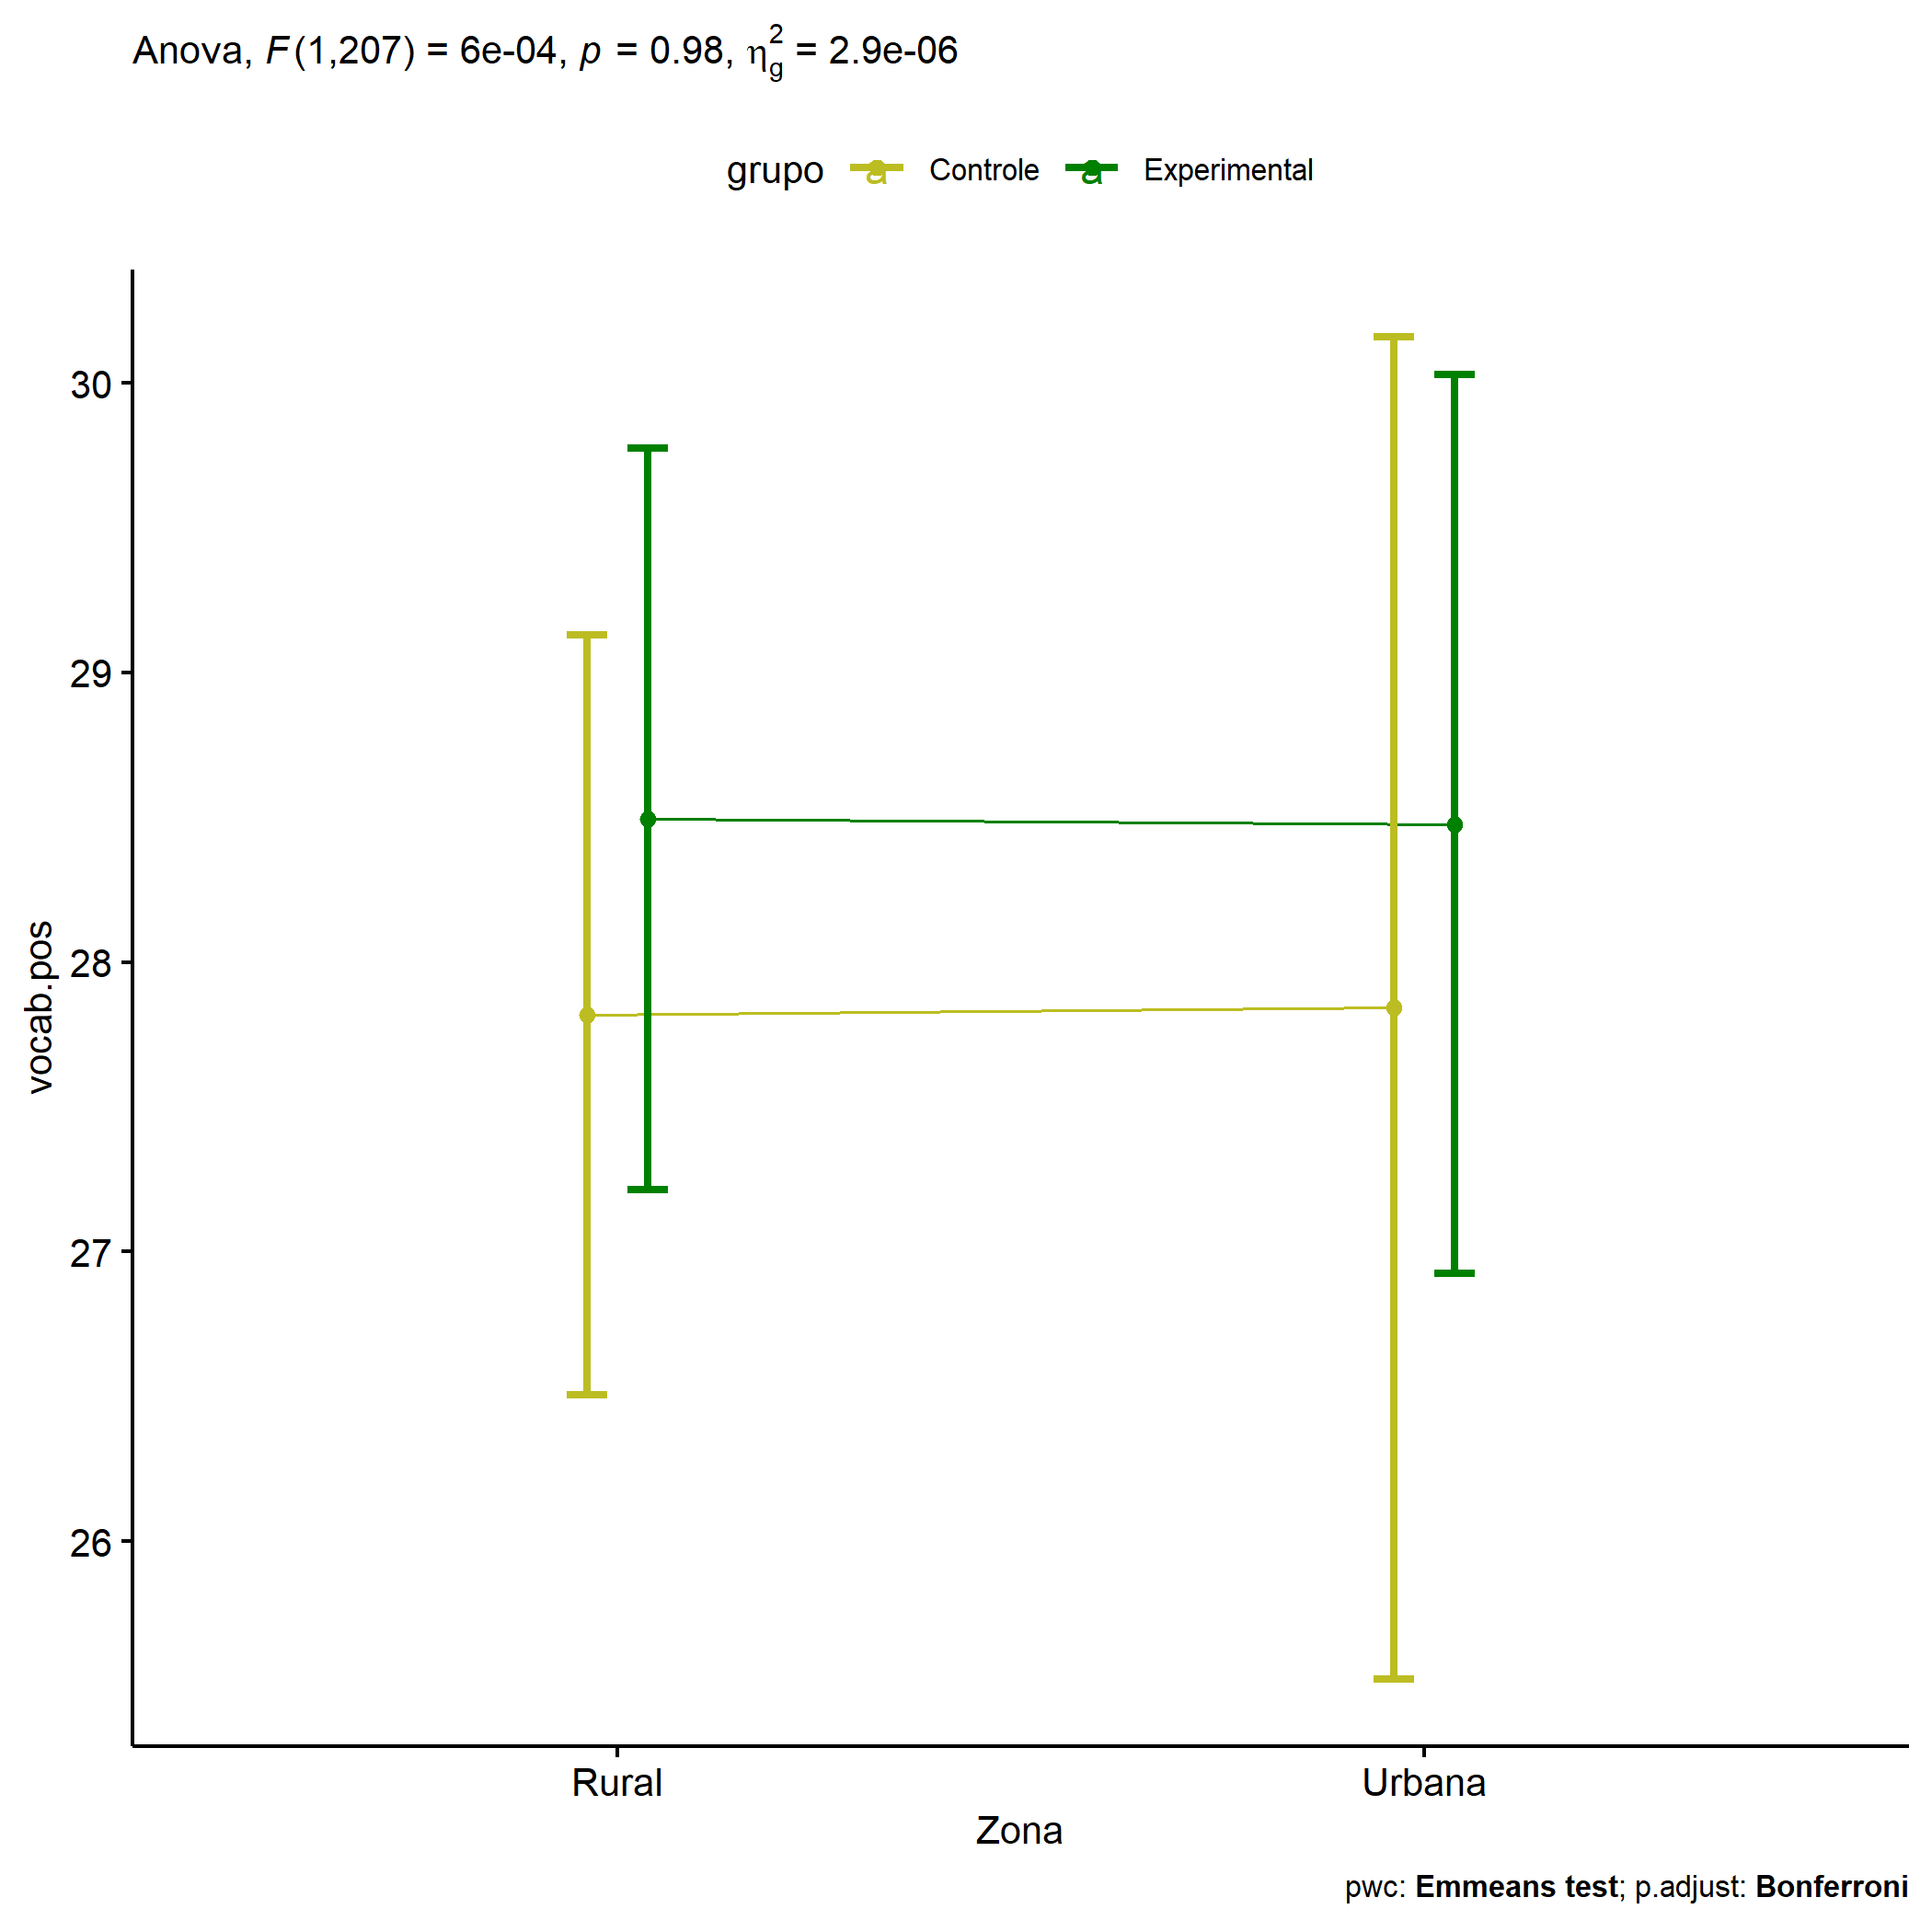 Anova, F(1,207) = 6e-04, p = 0.98, η²g = 2.9e-06
grupo a Controle a Experimental
30
29
28
27
26
vocab.pos
Rural Urbana
Zona
pwc: Emmeans test; p.adjust: Bonferroni